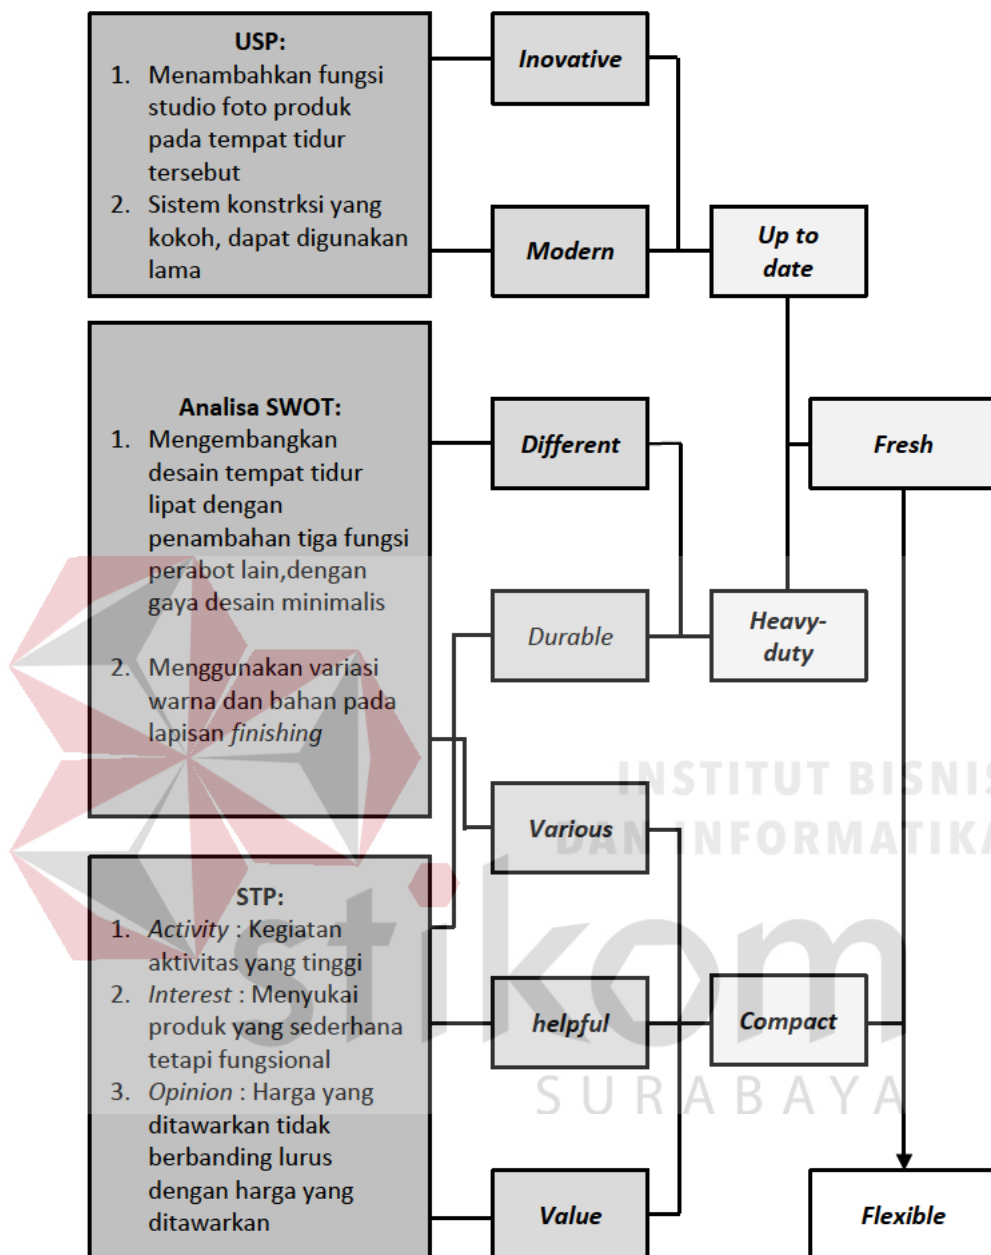 USP:
1. Menambahkan fungsi
studio foto produk
pada tempat tidur
tersebut
2. Sistem konstrksi yang
kokoh, dapat digunakan
lama
Inovative
Modern
Up to
date
Analisa SWOT:
1. Mengembangkan
desain tempat tidur
lipat dengan
penambahan tiga fungsi
perabot lain,dengan
gaya desain minimalis
2. Menggunakan variasi
warna dan bahan pada
lapisan finishing
Different
Fresh
Durable
Heavy-
duty
Various
STP:
1. Activity : Kegiatan
aktivitas yang tinggi
2. Interest : Menyukai
produk yang sederhana
tetapi fungsional
3. Opinion : Harga yang
ditawarkan tidak
berbanding lurus
dengan harga yang
ditawarkan
helpful
Compact
Value
Flexible
INSTITUT BISNIS
DAN INFORMATIKA
stikom
SURABAYA